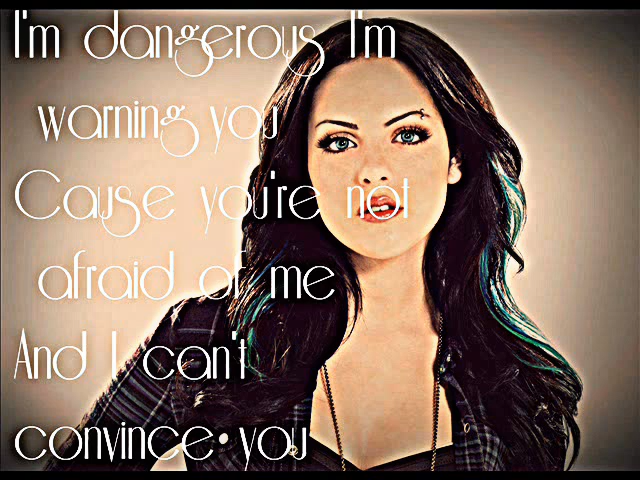 I'm dangerous I'm
warning you
Cause you're not
afraid of me
And I can't
convince you